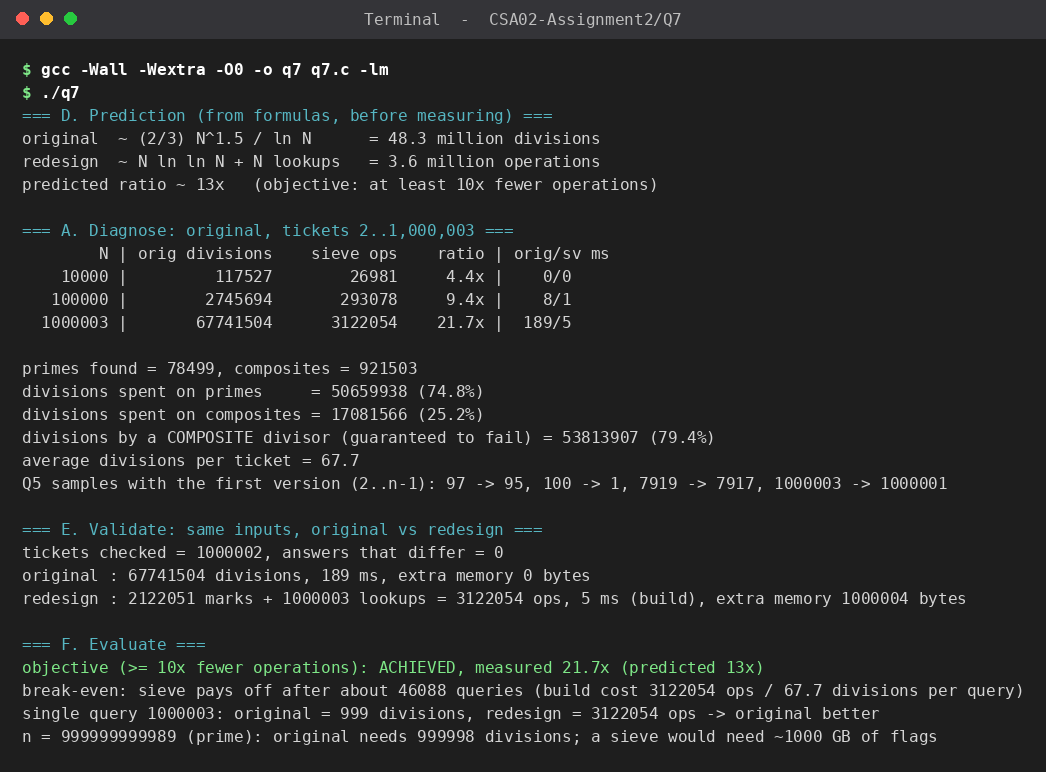 Terminal  -  CSA02-Assignment2/Q7
$ gcc -Wall -Wextra -O0 -o q7 q7.c -lm
$ ./q7
=== D. Prediction (from formulas, before measuring) ===
original  ~ (2/3) N^1.5 / ln N      = 48.3 million divisions
redesign  ~ N ln ln N + N lookups   = 3.6 million operations
predicted ratio ~ 13x   (objective: at least 10x fewer operations)
=== A. Diagnose: original, tickets 2..1,000,003 ===
        N | orig divisions    sieve ops    ratio | orig/sv ms
    10000 |         117527        26981     4.4x |    0/0
   100000 |        2745694       293078     9.4x |    8/1
  1000003 |       67741504      3122054    21.7x |  189/5
primes found = 78499, composites = 921503
divisions spent on primes     = 50659938 (74.8%)
divisions spent on composites = 17081566 (25.2%)
divisions by a COMPOSITE divisor (guaranteed to fail) = 53813907 (79.4%)
average divisions per ticket = 67.7
Q5 samples with the first version (2..n-1): 97 -> 95, 100 -> 1, 7919 -> 7917, 1000003 -> 1000001
=== E. Validate: same inputs, original vs redesign ===
tickets checked = 1000002, answers that differ = 0
original : 67741504 divisions, 189 ms, extra memory 0 bytes
redesign : 2122051 marks + 1000003 lookups = 3122054 ops, 5 ms (build), extra memory 1000004 bytes
=== F. Evaluate ===
objective (>= 10x fewer operations): ACHIEVED, measured 21.7x (predicted 13x)
break-even: sieve pays off after about 46088 queries (build cost 3122054 ops / 67.7 divisions per query)
single query 1000003: original = 999 divisions, redesign = 3122054 ops -> original better
n = 999999999989 (prime): original needs 999998 divisions; a sieve would need ~1000 GB of flags